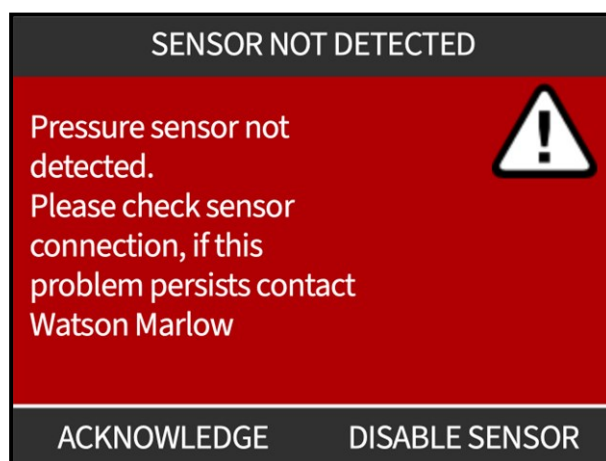 SENSOR NOT DETECTED
Pressure sensor not
detected.
Please check sensor
connection, if this
problem persists contact
Watson Marlow
ACKNOWLEDGE DISABLE SENSOR